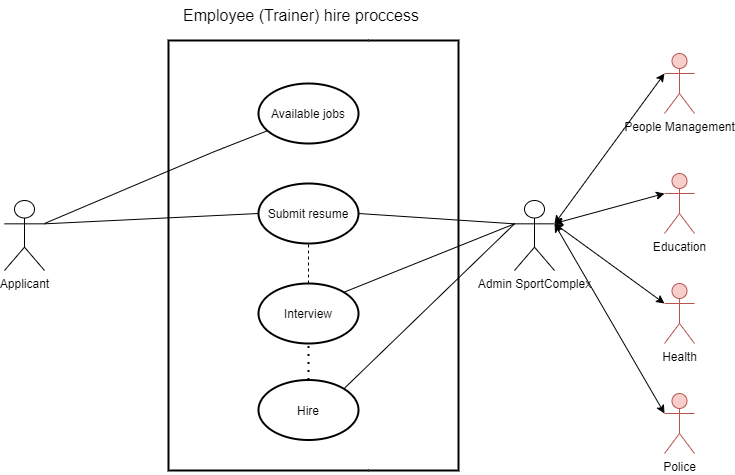 Employee (Trainer) hire proccess
Available jobs
Submit resume
Interview
Hire
Applicant
Admin SportComplex
People Management
Education
Health
Police